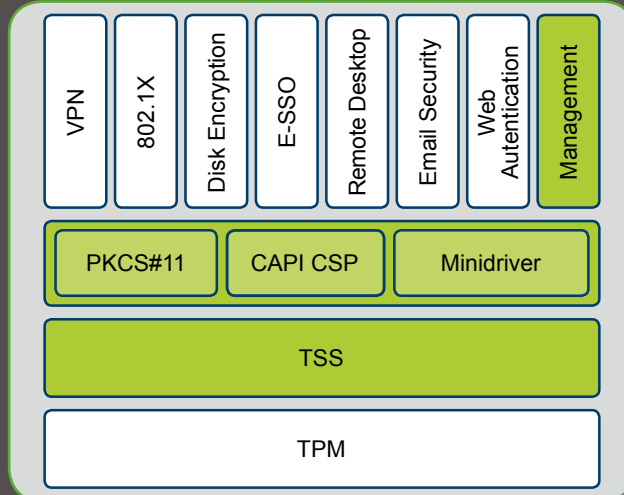 VPN
802.1X
Disk Encryption
E-SSO
Remote Desktop
Email Security
Web
Autentication
Management
PKCS#11
CAPI CSP
Minidriver
TSS
TPM